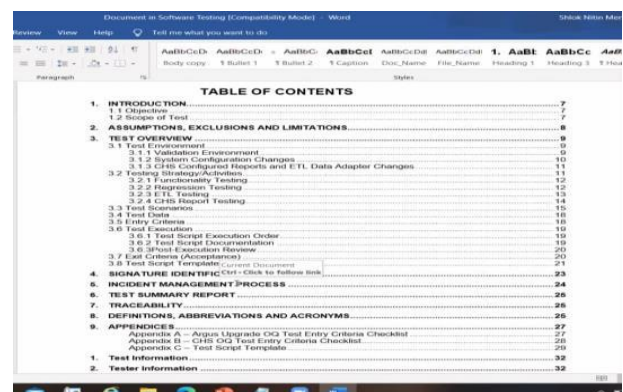 Document in Software Testing [Compatibility Mode] - Word Shlok Nitin Mer
Review View Help Tell me what you want to do
AaBbCcD AaBbCcD AaBbC AaBbCcI AaBbCcDd AaBbCcDd 1. AaBb AaBbCc AaB
Body copy ¶ Bullet 1 ¶ Bullet 2 ¶ Caption Doc_Name File_Name Heading 1 Heading 3 ¶ Hea
Paragraph Styles
TABLE OF CONTENTS
1. INTRODUCTION 7
1.1 Objective 7
1.2 Scope of Test 7
2. ASSUMPTIONS, EXCLUSIONS AND LIMITATIONS 8
3. TEST OVERVIEW 9
3.1 Test Environment 9
3.1.1 Validation Environment 9
3.1.2 System Configuration Changes 10
3.1.3 CHS Configured Reports and ETL Data Adapter Changes 11
3.2 Testing Strategy/Activities 11
3.2.1 Functionality Testing 12
3.2.2 Regression Testing 12
3.2.3 ETL Testing 13
3.2.4 CHS Report Testing 14
3.3 Test Scenarios 15
3.4 Test Data 18
3.5 Entry Criteria 18
3.6 Test Execution 19
3.6.1 Test Script Execution Order 19
3.6.2 Test Script Documentation 19
3.6.3Post-Execution Review 20
3.7 Exit Criteria (Acceptance) 20
3.8 Test Script Template 21
Current Document
Ctrl - Click to follow link
4. SIGNATURE IDENTIFIC 23
5. INCIDENT MANAGEMENT PROCESS 24
6. TEST SUMMARY REPORT 25
7. TRACEABILITY 25
8. DEFINITIONS, ABBREVIATIONS AND ACRONYMS 25
9. APPENDICES 27
Appendix A – Argus Upgrade OQ Test Entry Criteria Checklist 27
Appendix B – CHS OQ Test Entry Criteria Checklist 28
Appendix C – Test Script Template 29
1. Test Information 32
2. Tester Information 32